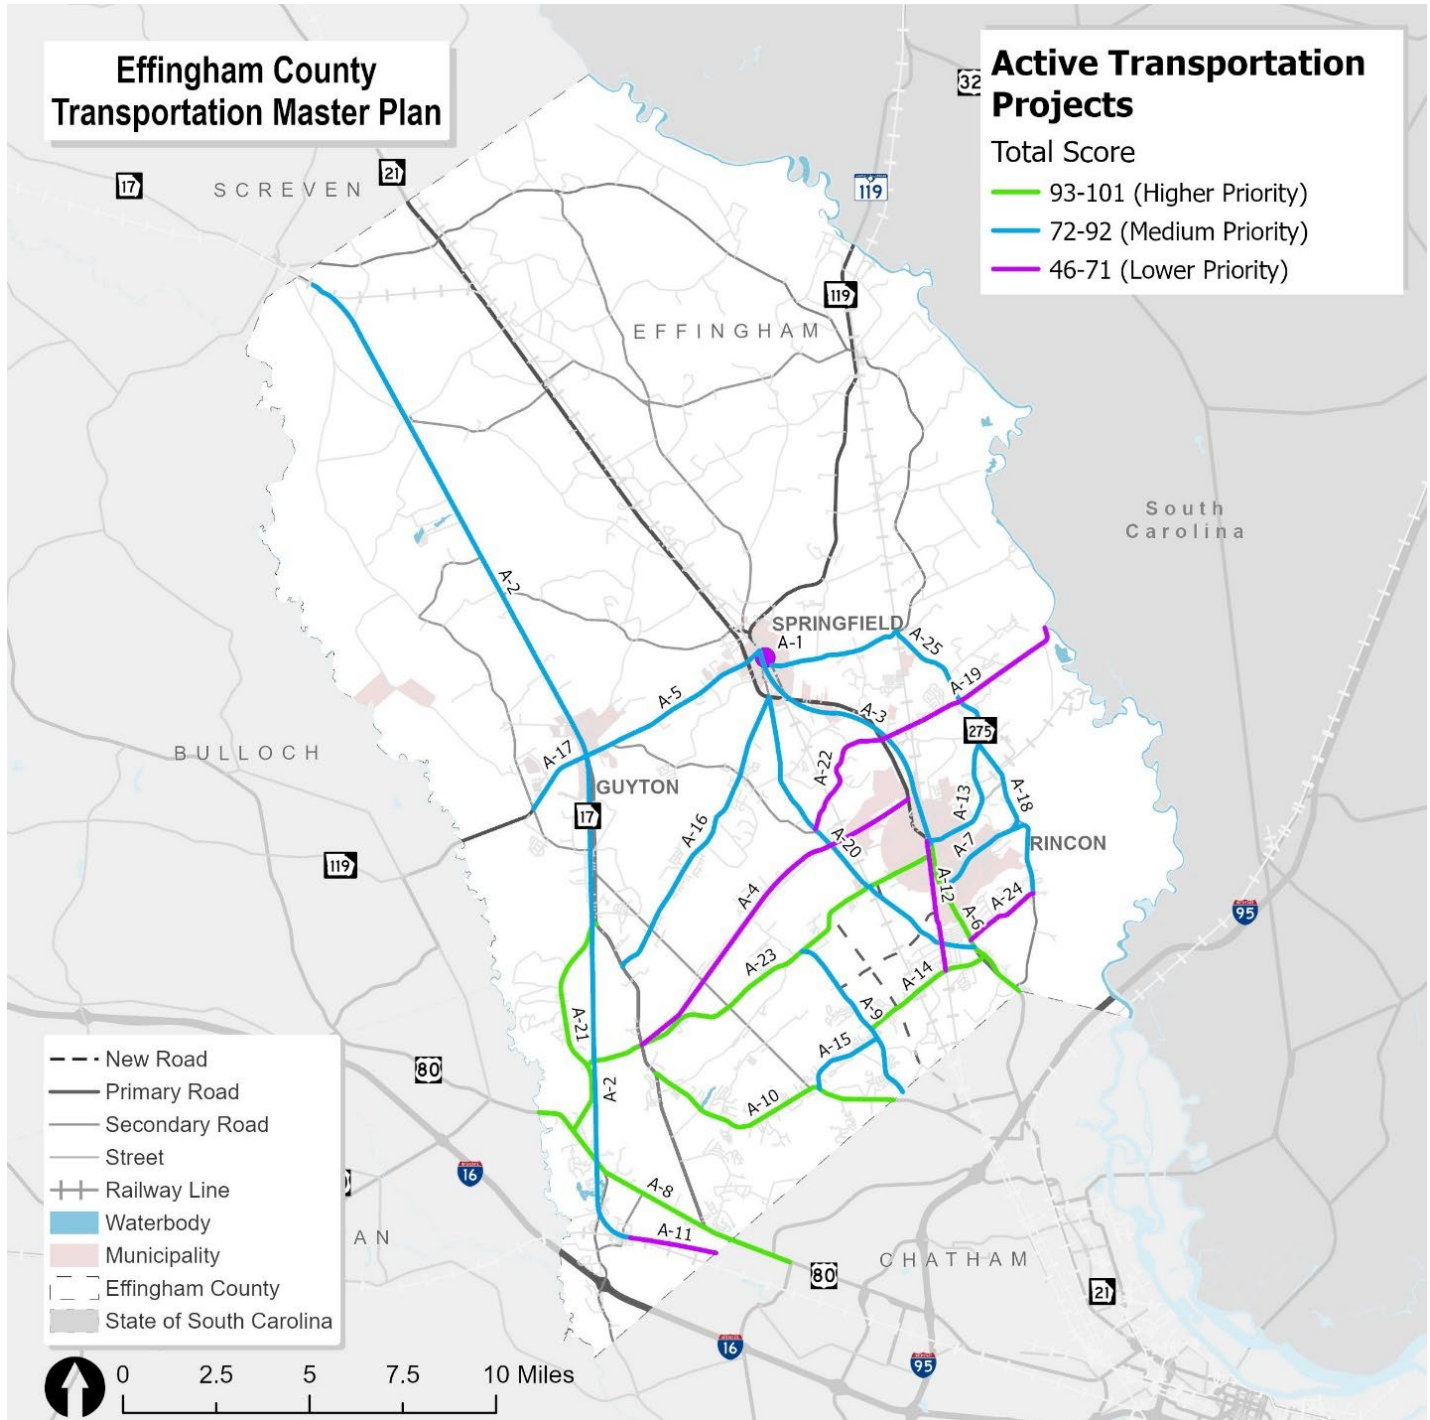 Effingham County
Transportation Master Plan
Active Transportation
Projects
Total Score
93-101 (Higher Priority)
72-92 (Medium Priority)
46-71 (Lower Priority)
32
21
17
SCREVEN
119
119
EFFINGHAM
South
Carolina
A-2
SPRINGFIELD
A-1
A-25
A-19
A-5
A-3
275
BULLOCH
A-17
A-22
GUYTON
17
A-13
A-18
A-16
A-20
A-7
RINCON
119
A-4
A-12
A-24
95
A-6
A-23
A-14
A-9
A-21
A-15
80
A-2
A-10
16
A-8
A-11
AN
CHATHAM
80
21
16
95
New Road
Primary Road
Secondary Road
Street
Railway Line
Waterbody
Municipality
Effingham County
State of South Carolina
0 2.5 5 7.5 10 Miles